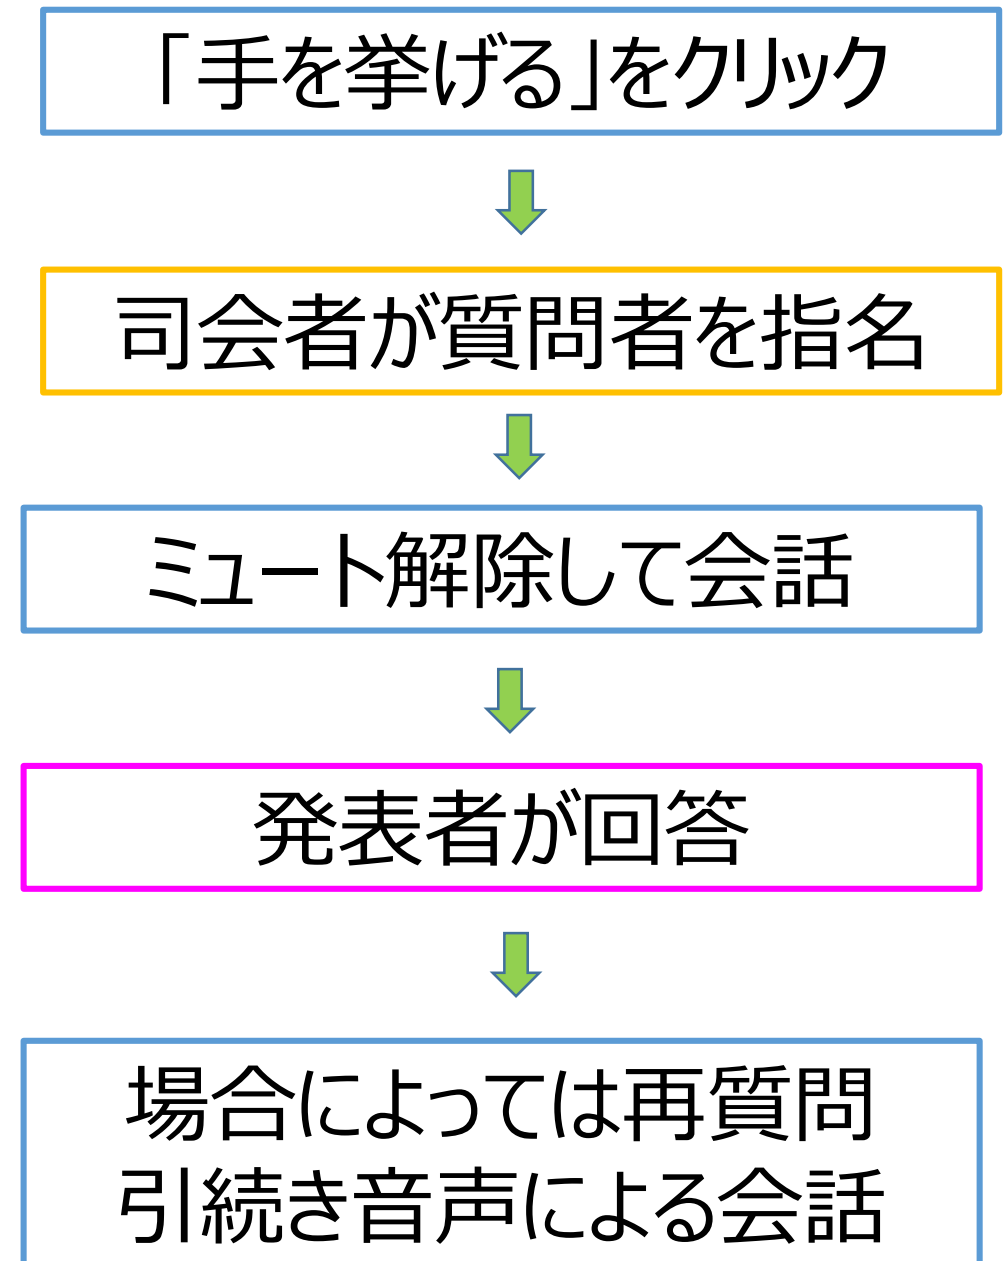 「手を挙げる」をクリック
司会者が質問者を指名
ミュート解除して会話
発表者が回答
場合によっては再質問
引続き音声による会話